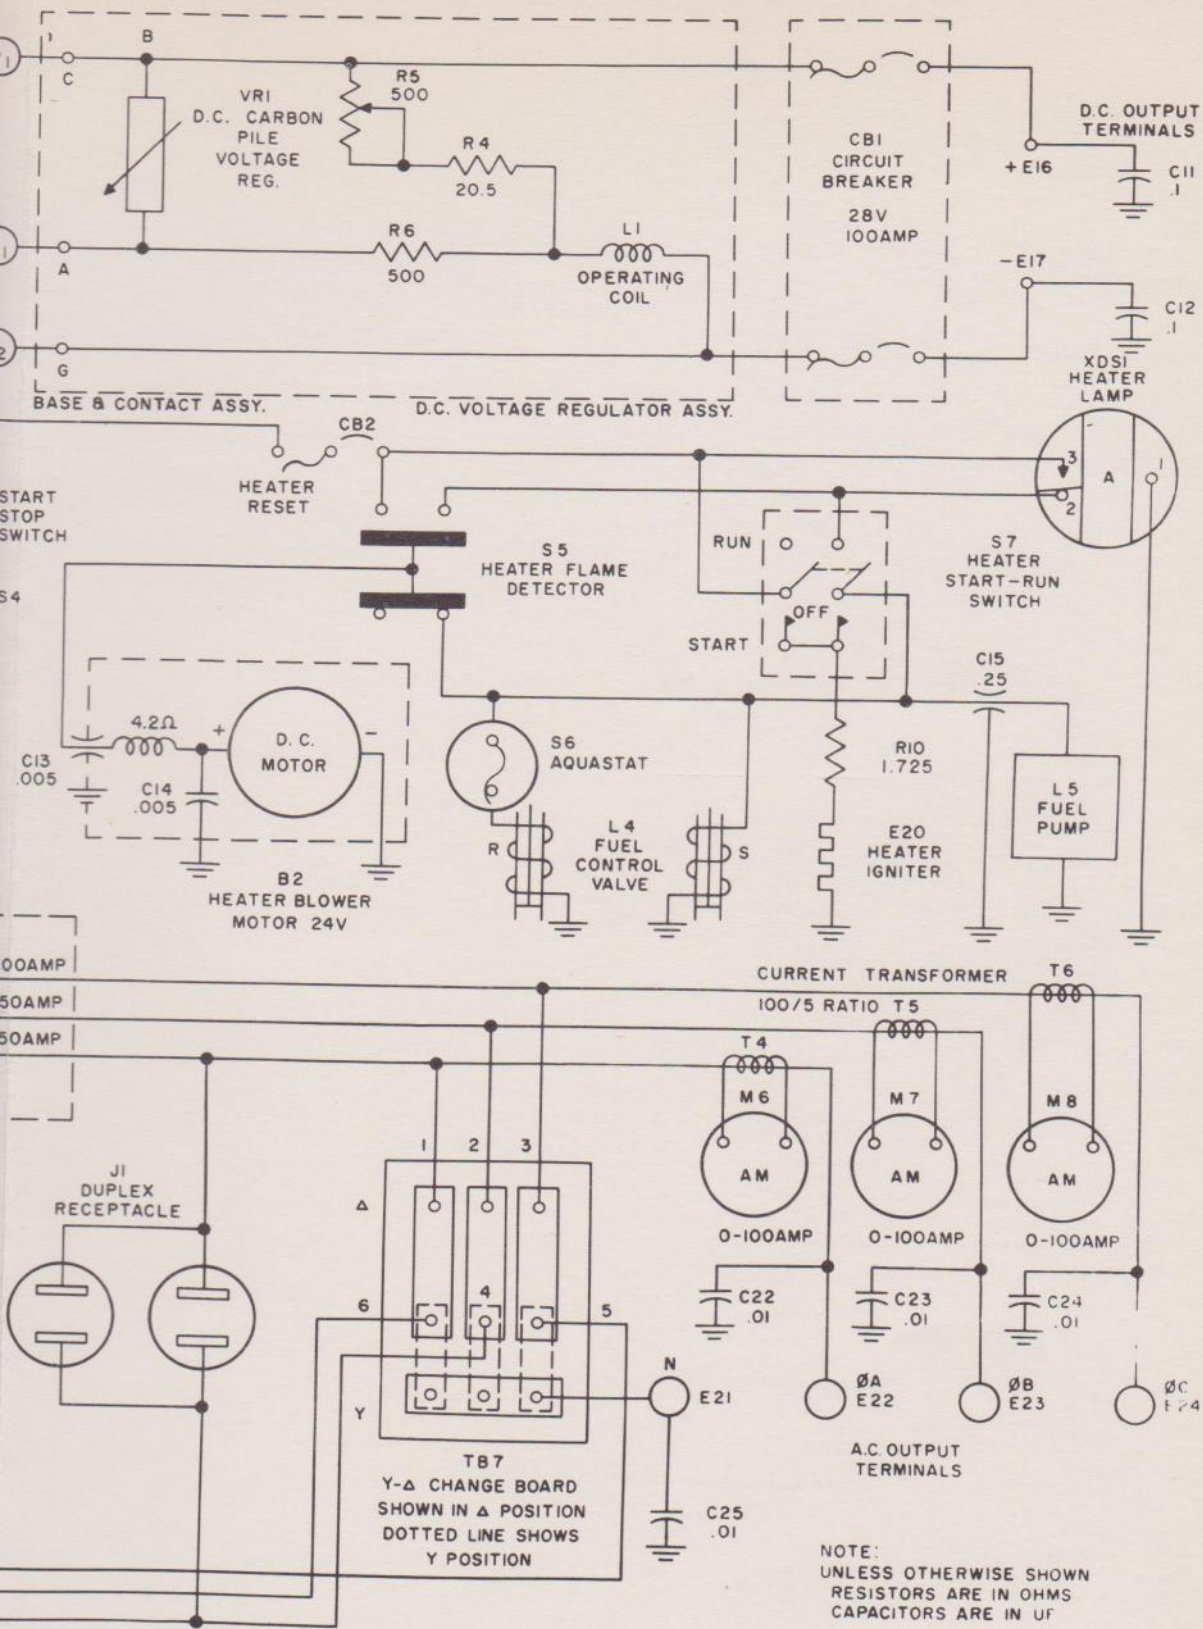 B
C
1
VR1
D.C. CARBON
PILE
VOLTAGE
REG.
R5
500
R4
20.5
CB1
CIRCUIT
BREAKER
28V
100AMP
D.C. OUTPUT
TERMINALS
+E16
C11
.1
1
A
R6
500
L1
OPERATING
COIL
-E17
C12
.1
2
G
BASE & CONTACT ASSY.
D.C. VOLTAGE REGULATOR ASSY.
XDS1
HEATER
LAMP
3
A
1
2
CB2
HEATER
RESET
START
STOP
SWITCH
S4
S5
HEATER FLAME
DETECTOR
RUN
OFF
START
S7
HEATER
START-RUN
SWITCH
C15
.25
4.2Ω
+
D.C.
MOTOR
-
C13
.005
C14
.005
B2
HEATER BLOWER
MOTOR 24V
S6
AQUASTAT
R
L4
FUEL
CONTROL
VALVE
S
R10
1.725
E20
HEATER
IGNITER
L5
FUEL
PUMP
00AMP
50AMP
50AMP
CURRENT TRANSFORMER
100/5 RATIO
T6
T5
T4
M6
AM
0-100AMP
M7
AM
0-100AMP
M8
AM
0-100AMP
J1
DUPLEX
RECEPTACLE
1
2
3
Δ
6
4
5
Y
TB7
Y-Δ CHANGE BOARD
SHOWN IN Δ POSITION
DOTTED LINE SHOWS
Y POSITION
C22
.01
C23
.01
C24
.01
N
E21
ØA
E22
ØB
E23
ØC
E24
C25
.01
A.C. OUTPUT
TERMINALS
NOTE:
UNLESS OTHERWISE SHOWN
RESISTORS ARE IN OHMS
CAPACITORS ARE IN UF